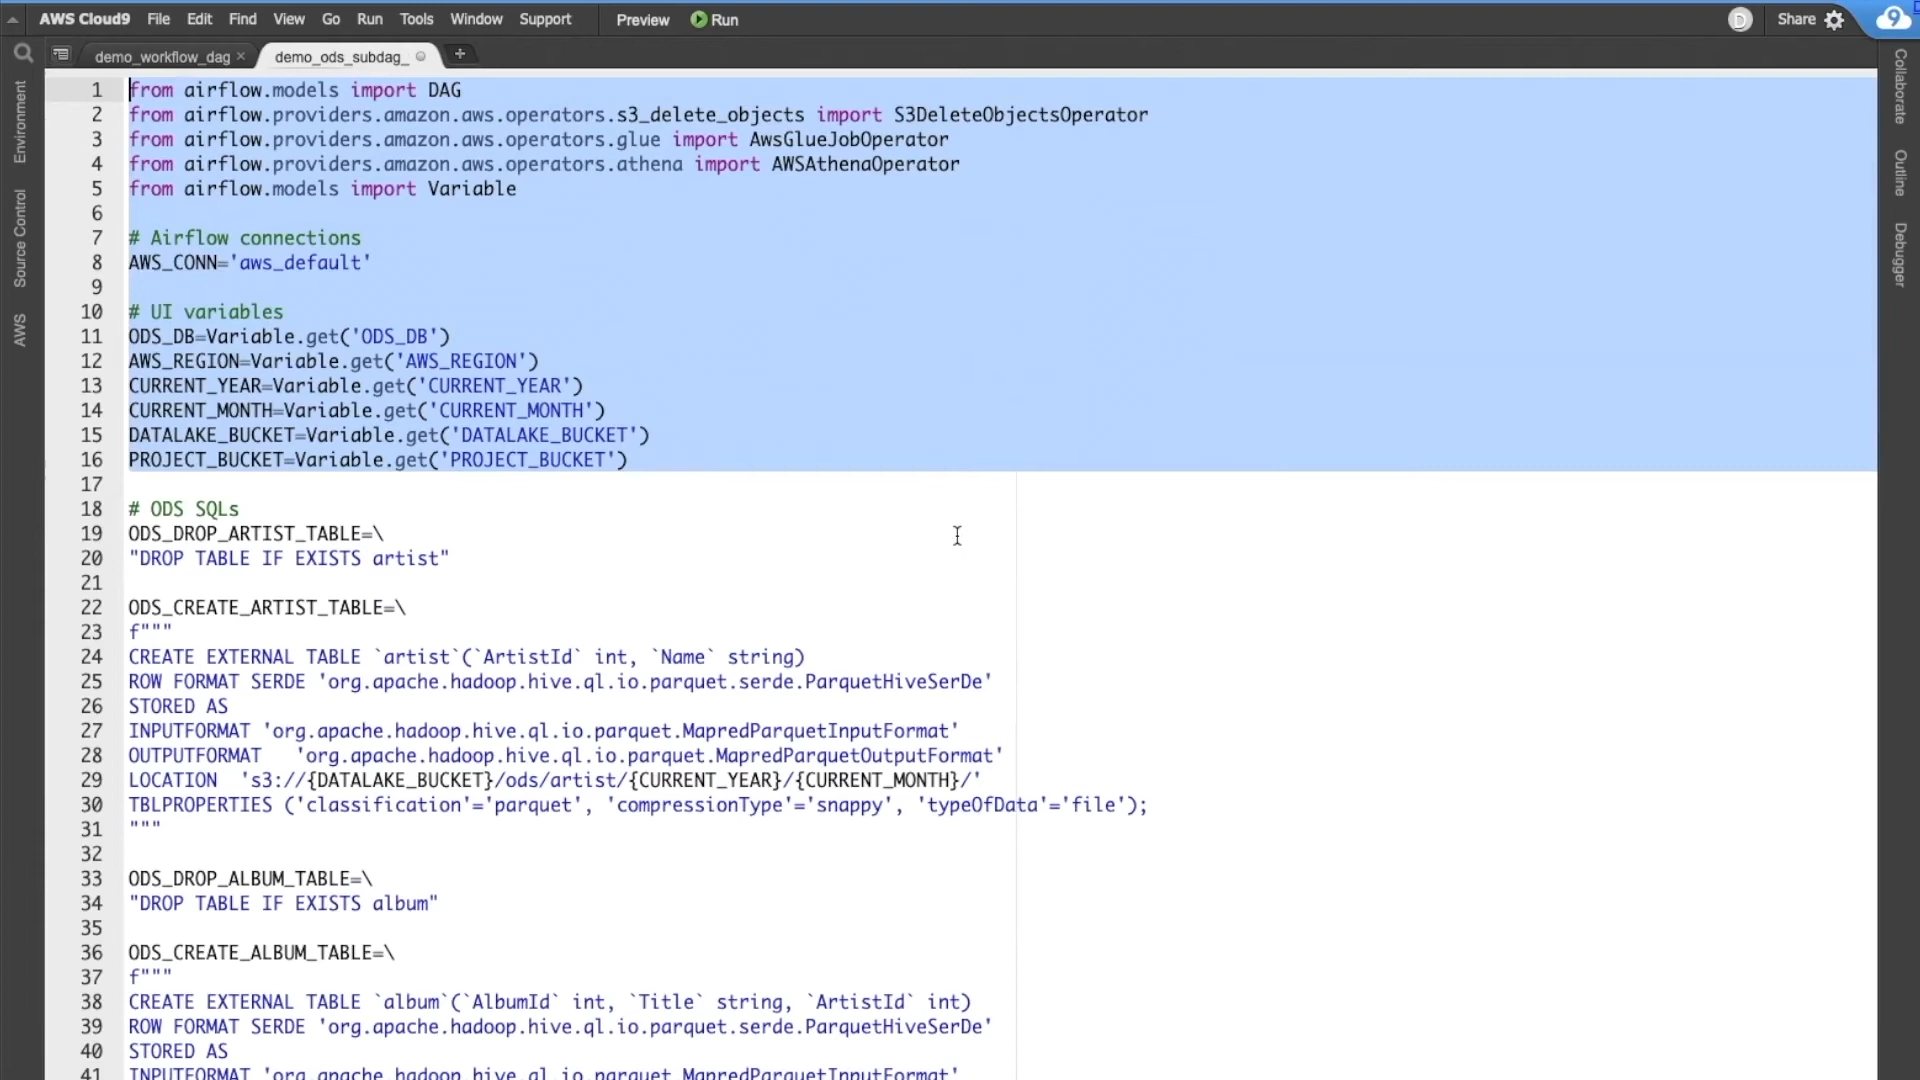 AWS Cloud9 File Edit Find View Go Run Tools Window Support Preview Run D Share 9
demo_workflow_dag × demo_ods_subdag_ +
Environment
Source Control
AWS
Collaborate
Outline
Debugger
1 from airflow.models import DAG
2 from airflow.providers.amazon.aws.operators.s3_delete_objects import S3DeleteObjectsOperator
3 from airflow.providers.amazon.aws.operators.glue import AwsGlueJobOperator
4 from airflow.providers.amazon.aws.operators.athena import AWSAthenaOperator
5 from airflow.models import Variable
6
7 # Airflow connections
8 AWS_CONN='aws_default'
9
10 # UI variables
11 ODS_DB=Variable.get('ODS_DB')
12 AWS_REGION=Variable.get('AWS_REGION')
13 CURRENT_YEAR=Variable.get('CURRENT_YEAR')
14 CURRENT_MONTH=Variable.get('CURRENT_MONTH')
15 DATALAKE_BUCKET=Variable.get('DATALAKE_BUCKET')
16 PROJECT_BUCKET=Variable.get('PROJECT_BUCKET')
17
18 # ODS SQLs
19 ODS_DROP_ARTIST_TABLE=\
20 "DROP TABLE IF EXISTS artist"
21
22 ODS_CREATE_ARTIST_TABLE=\
23 f"""
24 CREATE EXTERNAL TABLE `artist`(`ArtistId` int, `Name` string)
25 ROW FORMAT SERDE 'org.apache.hadoop.hive.ql.io.parquet.serde.ParquetHiveSerDe'
26 STORED AS
27 INPUTFORMAT 'org.apache.hadoop.hive.ql.io.parquet.MapredParquetInputFormat'
28 OUTPUTFORMAT 'org.apache.hadoop.hive.ql.io.parquet.MapredParquetOutputFormat'
29 LOCATION 's3://{DATALAKE_BUCKET}/ods/artist/{CURRENT_YEAR}/{CURRENT_MONTH}/'
30 TBLPROPERTIES ('classification'='parquet', 'compressionType'='snappy', 'typeOfData'='file');
31 """
32
33 ODS_DROP_ALBUM_TABLE=\
34 "DROP TABLE IF EXISTS album"
35
36 ODS_CREATE_ALBUM_TABLE=\
37 f"""
38 CREATE EXTERNAL TABLE `album`(`AlbumId` int, `Title` string, `ArtistId` int)
39 ROW FORMAT SERDE 'org.apache.hadoop.hive.ql.io.parquet.serde.ParquetHiveSerDe'
40 STORED AS
41 INPUTFORMAT 'org.apache.hadoop.hive.ql.io.parquet.MapredParquetInputFormat'